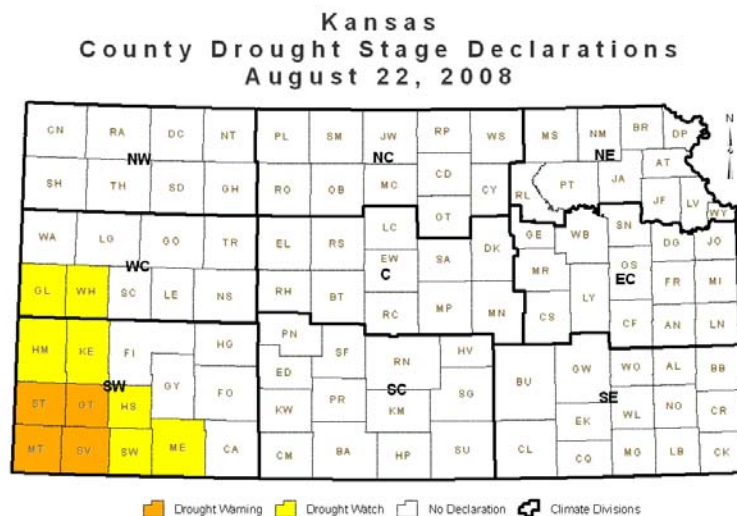 Kansas
County Drought Stage Declarations
August 22, 2008
CN RA DC NT PL SM JW RP WS MS NM BR DP N
NW NC NE
SH TH SD GH RO OB MC CD CY RL PT JA AT JF LV WY
OT
WA LG GO TR EL RS LC EW SA DK GE WB SN DG JO
WC C MR OS EC
GL WH SC LE NS RH BT RC MP MN CS LY FR MI
CF AN LN
HM KE FI HG PN SF RN HV BU GW WO AL BB
SW GY FO ED SC SG SE
ST GT HS KW PR KM EK WL NO CR
MT SV SW ME CA CM BA HP SU CL CQ MG LB CK
Drought Warning Drought Watch No Declaration Climate Divisions